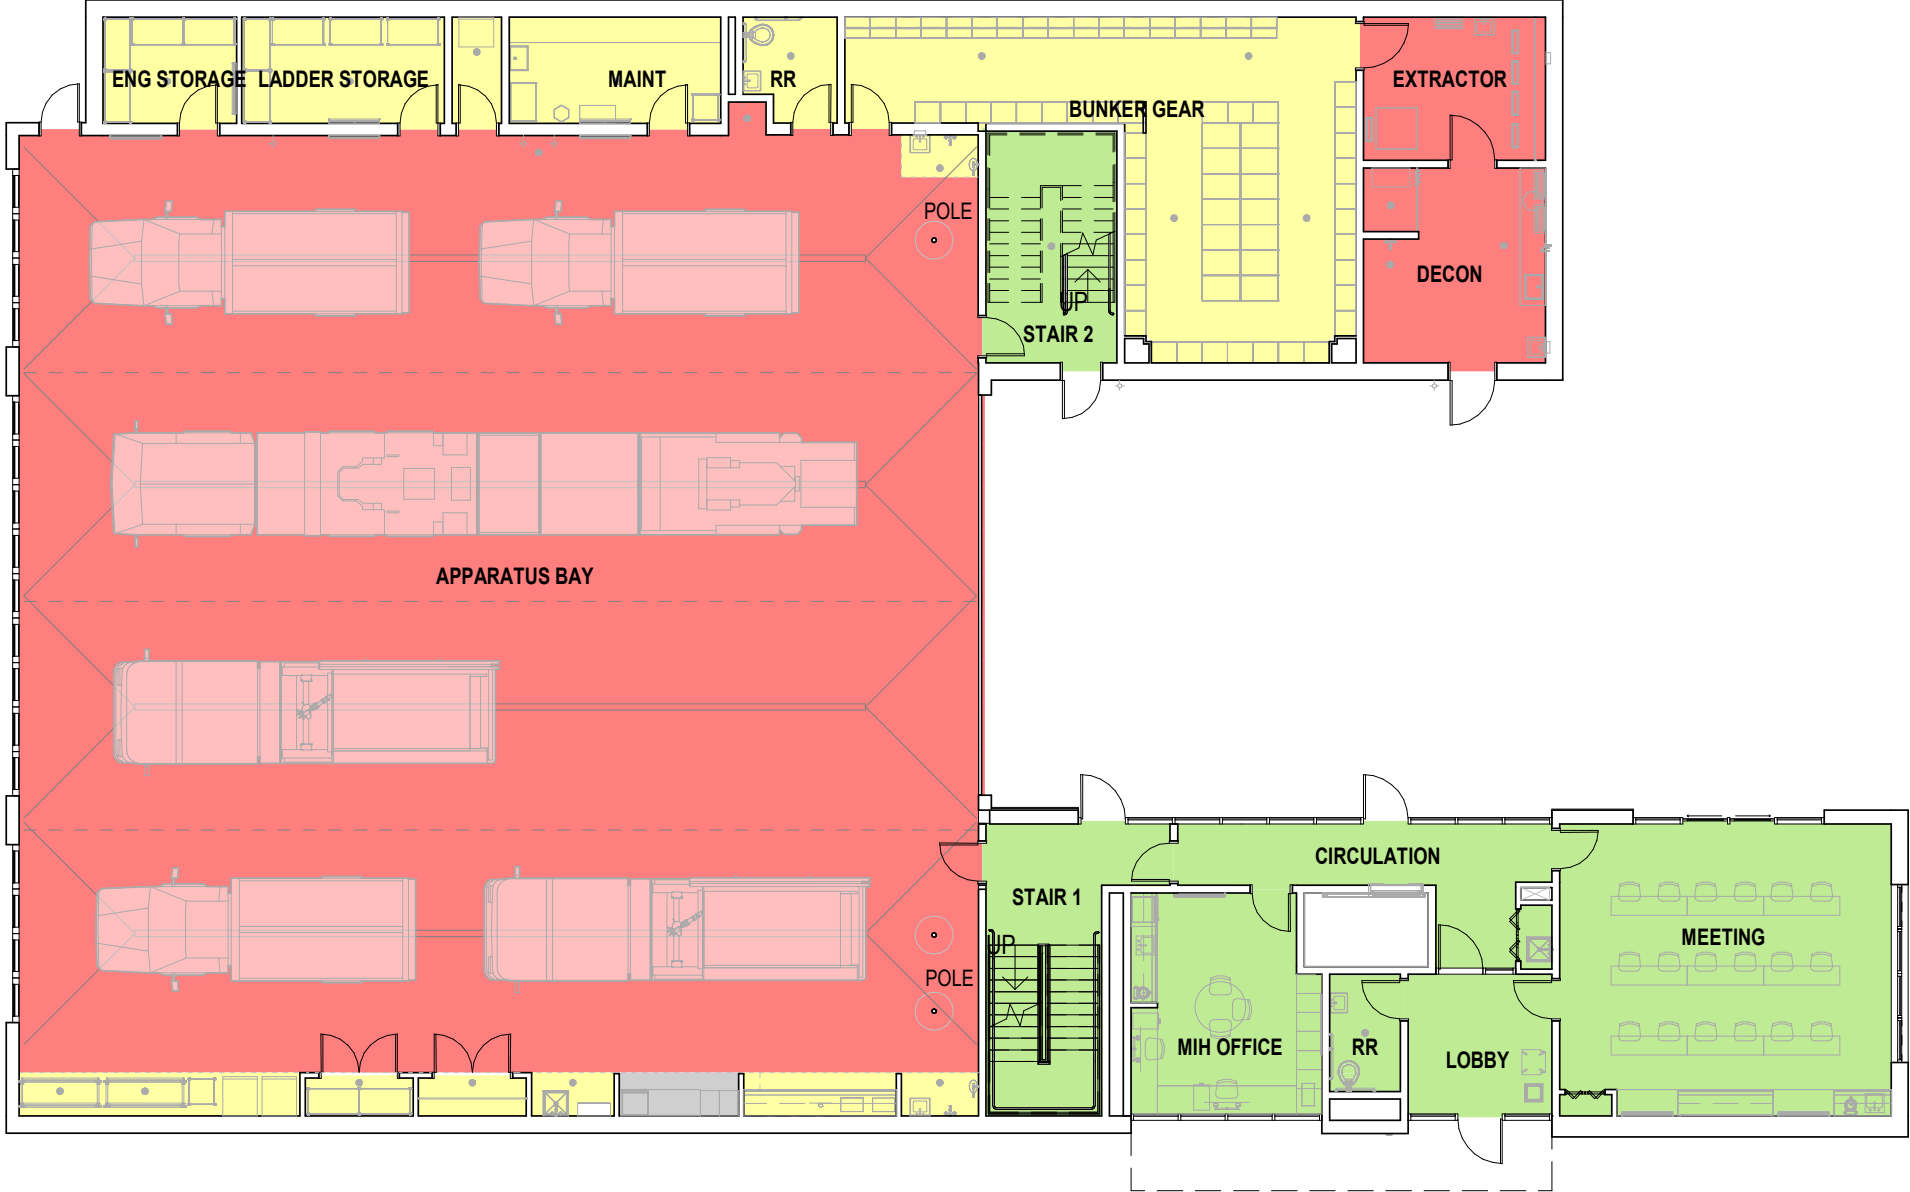 ENG STORAGE
LADDER STORAGE
MAINT
RR
BUNKER GEAR
EXTRACTOR
POLE
DECON
UP
STAIR 2
APPARATUS BAY
CIRCULATION
STAIR 1
MEETING
UP
POLE
MIH OFFICE
RR
LOBBY